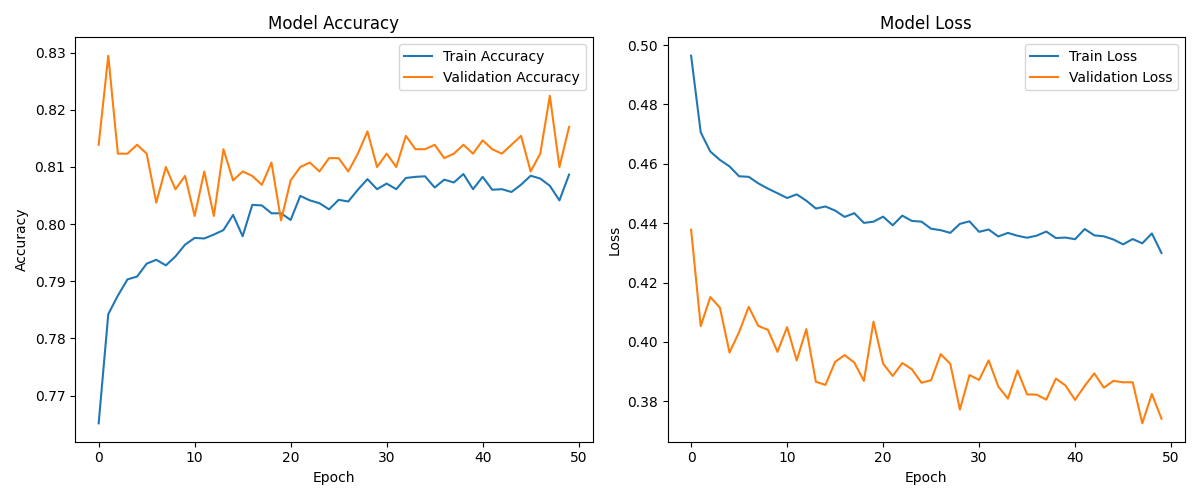 Model Accuracy
Accuracy
0.83
0.82
0.81
0.80
0.79
0.78
0.77
Train Accuracy
Validation Accuracy
0
10
20
30
40
50
Epoch
Model Loss
Loss
0.50
0.48
0.46
0.44
0.42
0.40
0.38
Train Loss
Validation Loss
0
10
20
30
40
50
Epoch